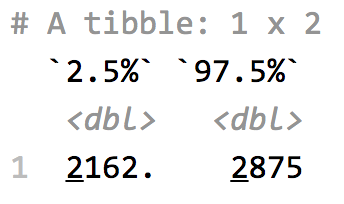 # A tibble: 1 x 2
`2.5%` `97.5%`
<dbl> <dbl>
1 2162. 2875